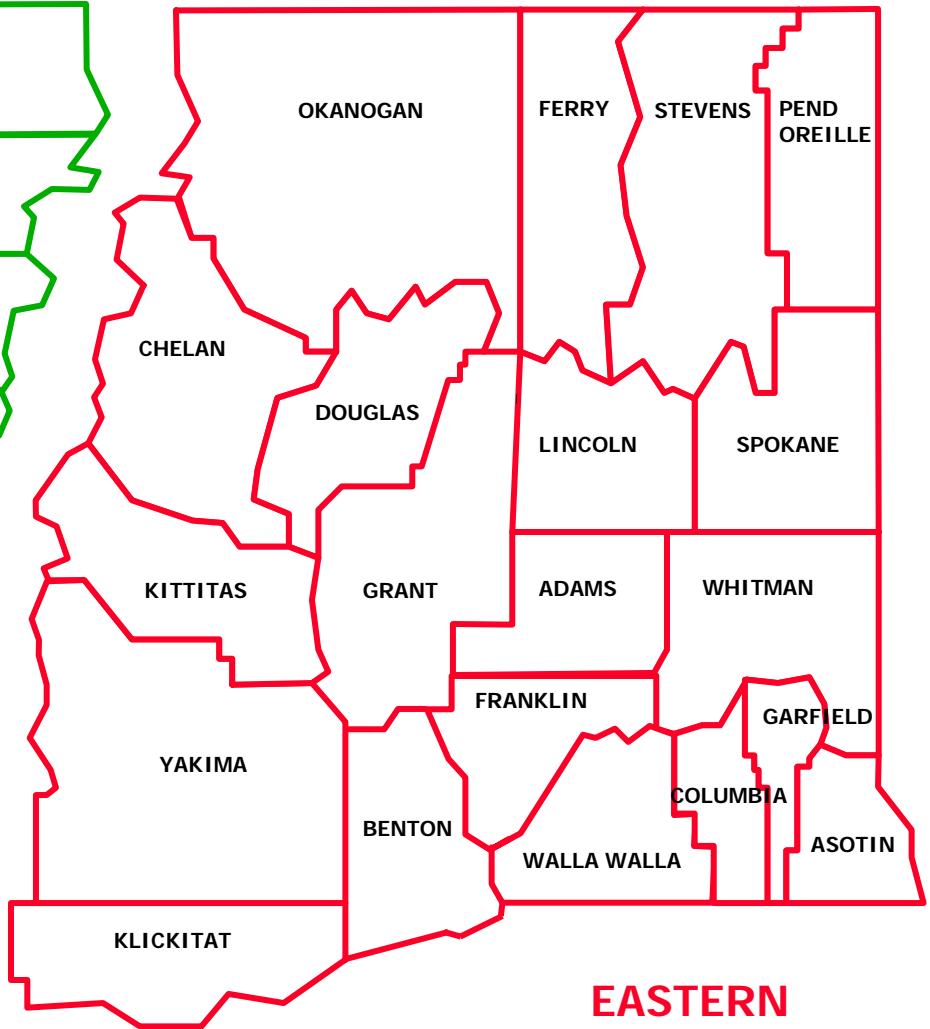 OKANOGAN
FERRY
STEVENS
PEND
OREILLE
CHELAN
DOUGLAS
LINCOLN
SPOKANE
KITTITAS
GRANT
ADAMS
WHITMAN
FRANKLIN
GARFIELD
YAKIMA
COLUMBIA
BENTON
WALLA WALLA
ASOTIN
KLICKITAT
EASTERN